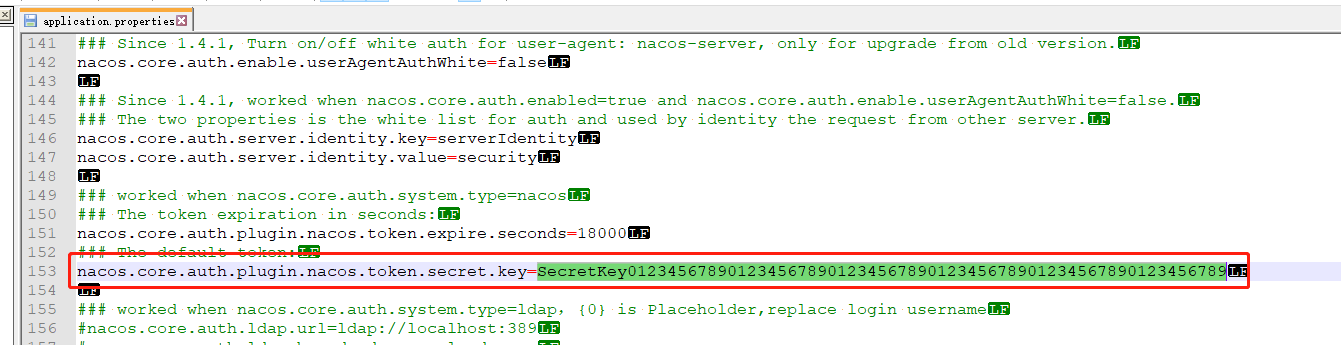 application.properties
141 ### Since 1.4.1, Turn on/off white auth for user-agent: nacos-server, only for upgrade from old version.LF
142 nacos.core.auth.enable.userAgentAuthWhite=falseLF
143 LF
144 ### Since 1.4.1, worked when nacos.core.auth.enabled=true and nacos.core.auth.enable.userAgentAuthWhite=false.LF
145 ### The two properties is the white list for auth and used by identity the request from other server.LF
146 nacos.core.auth.server.identity.key=serverIdentityLF
147 nacos.core.auth.server.identity.value=securityLF
148 LF
149 ### worked when nacos.core.auth.system.type=nacosLF
150 ### The token expiration in seconds:LF
151 nacos.core.auth.plugin.nacos.token.expire.seconds=18000LF
152 ### The default token:LF
153 nacos.core.auth.plugin.nacos.token.secret.key=SecretKey012345678901234567890123456789012345678901234567890123456789LF
154 LF
155 ### worked when nacos.core.auth.system.type=ldap，{0} is Placeholder,replace login usernameLF
156 #nacos.core.auth.ldap.url=ldap://localhost:389LF